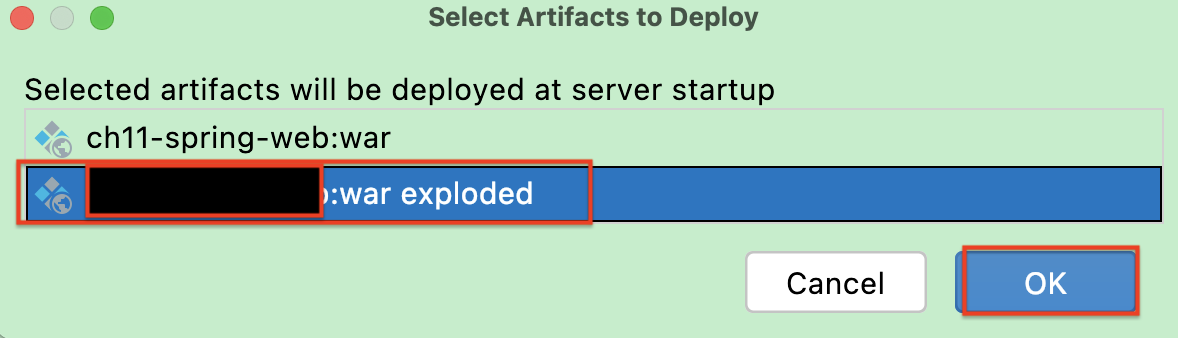 Select Artifacts to Deploy
Selected artifacts will be deployed at server startup
ch11-spring-web:war
:war exploded
Cancel
OK